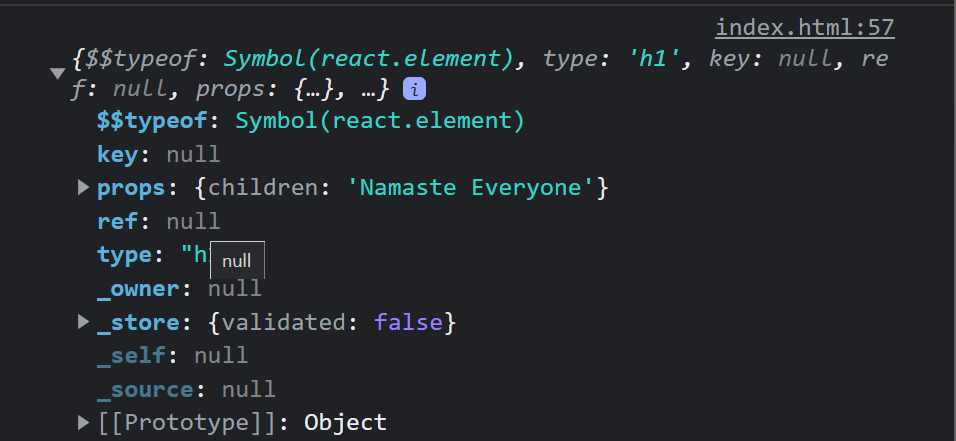 index.html:57
{$$typeof: Symbol(react.element), type: 'h1', key: null, re
f: null, props: {…}, …} i
$$typeof: Symbol(react.element)
key: null
props: {children: 'Namaste Everyone'}
ref: null
type: "h
null
_owner: null
_store: {validated: false}
_self: null
_source: null
[[Prototype]]: Object